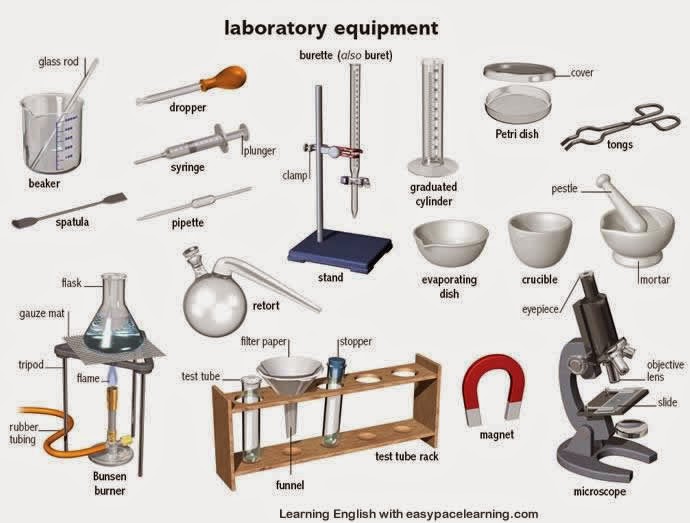 laboratory equipment
glass rod
beaker
dropper
syringe
plunger
burette (also buret)
clamp
stand
graduated
cylinder
cover
Petri dish
tongs
spatula
pipette
retort
evaporating
dish
crucible
pestle
mortar
flask
gauze mat
tripod
flame
rubber
tubing
Bunsen
burner
filter paper
stopper
test tube
funnel
test tube rack
magnet
eyepiece
objective
lens
slide
microscope
Learning English with easypacelearning.com